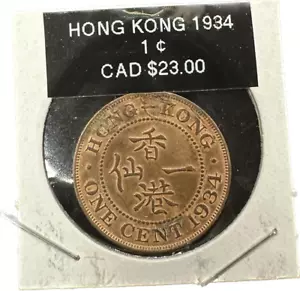 HONG KONG 1934
1 ¢
CAD $23.00
HONG-KONG
香
仙 一
港
ONE CENT 1934